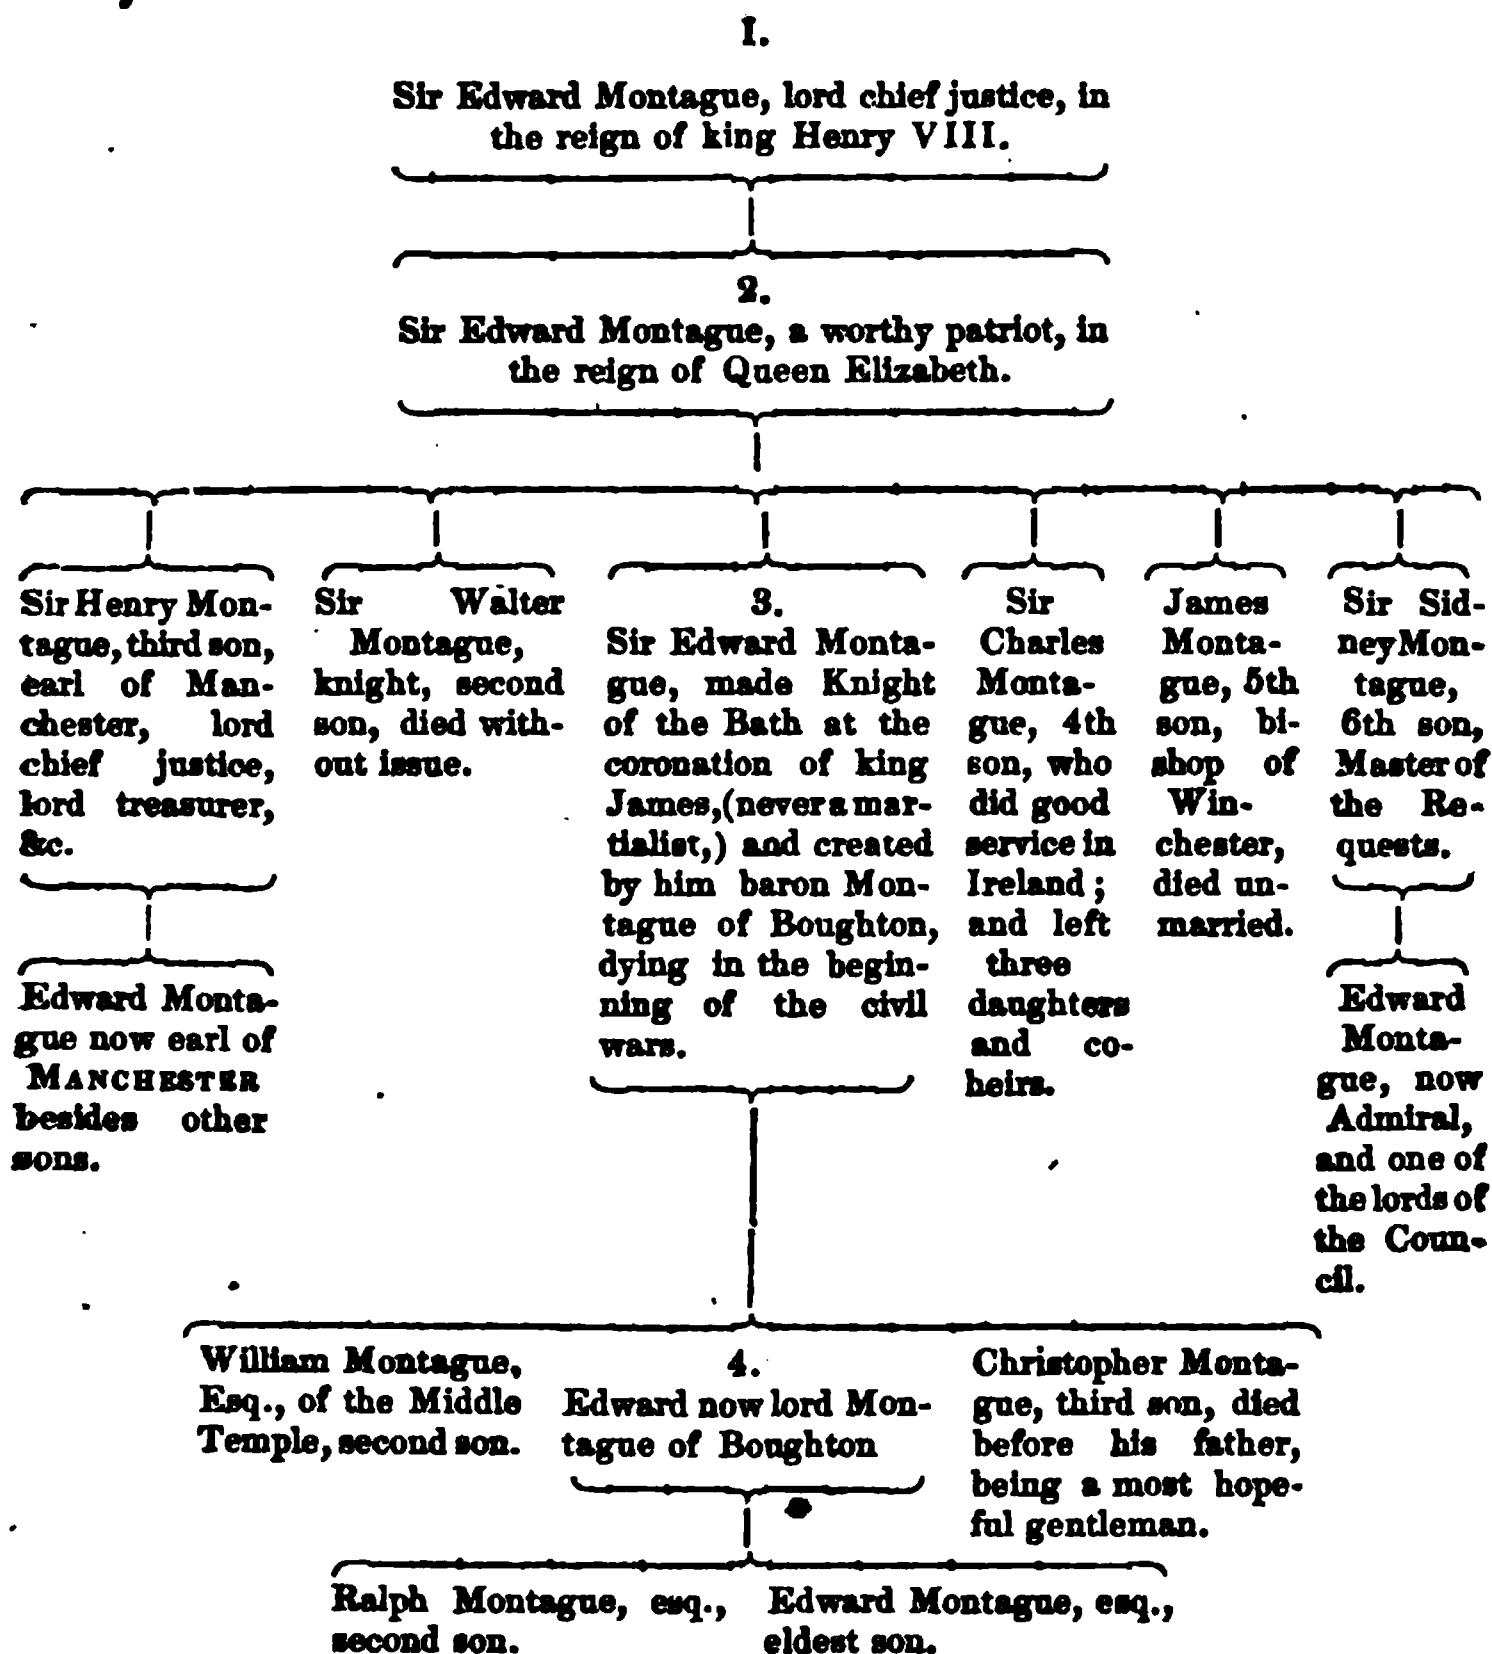 I.
Sir Edward Montague, lord chief justice, in
the reign of king Henry VIII.
2.
Sir Edward Montague, a worthy patriot, in
the reign of Queen Elizabeth.
Sir Henry Mon-
tague, third son,
earl of Man-
chester, lord
chief justice,
lord treasurer,
&c.
Edward Monta-
gue now earl of
MANCHESTER
besides other
sons.
Sir Walter
Montague,
knight, second
son, died with-
out issue.
3.
Sir Edward Monta-
gue, made Knight
of the Bath at the
coronation of king
James, (never a mar-
tialist,) and created
by him baron Mon-
tague of Boughton,
dying in the begin-
ning of the civil
wars.
Sir
Charles
Monta-
gue, 4th
son, who
did good
service in
Ireland;
and left
three
daughters
and co-
heirs.
James
Monta-
gue, 5th
son, bi-
shop of
Win-
chester,
died un-
married.
Sir Sid-
ney Mon-
tague,
6th son,
Master of
the Re-
quests.
Edward
Monta-
gue, now
Admiral,
and one of
the lords of
the Coun-
cil.
William Montague,
Esq., of the Middle
Temple, second son.
4.
Edward now lord Mon-
tague of Boughton
Christopher Monta-
gue, third son, died
before his father,
being a most hope-
ful gentleman.
Ralph Montague, esq.,
second son.
Edward Montague, esq.,
eldest son.